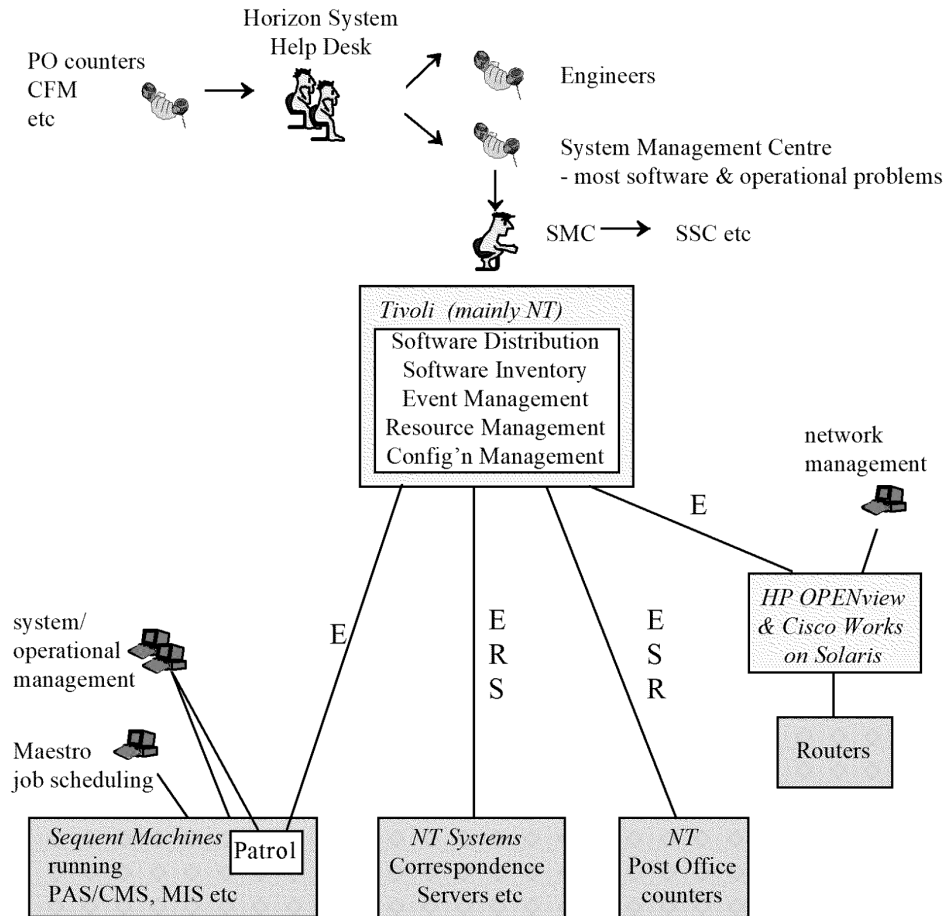 Horizon System
Help Desk
PO counters
CFM
etc
Engineers
System Management Centre
- most software & operational problems
SMC
SSC etc
Tivoli (mainly NT)
Software Distribution
Software Inventory
Event Management
Resource Management
Config'n Management
network
management
E
HP OPENview
& Cisco Works
on Solaris
Routers
system/
operational
management
E
E
R
S
E
S
R
Maestro
job scheduling
Sequent Machines
running
PAS/CMS, MIS etc
Patrol
NT Systems
Correspondence
Servers etc
NT
Post Office
counters